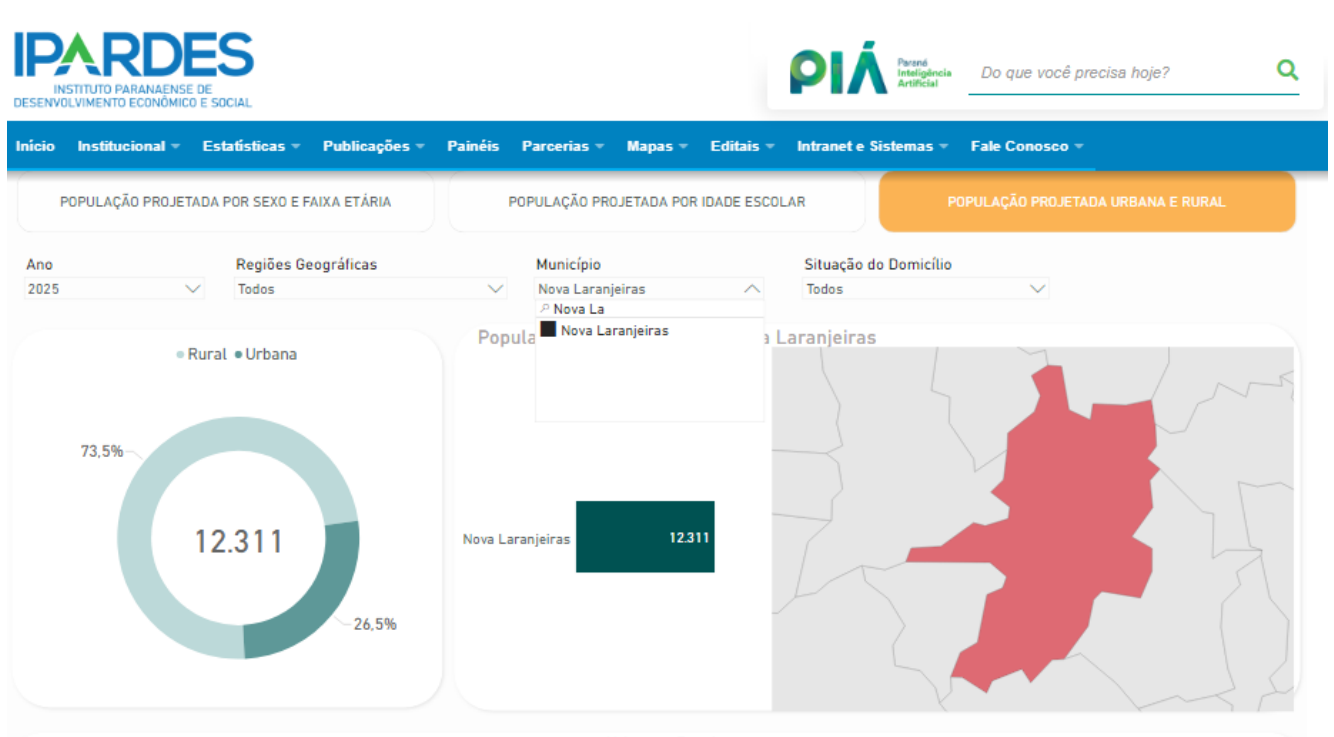 IPARDES
INSTITUTO PARANAENSE DE
DESENVOLVIMENTO ECONÔMICO E SOCIAL
PIÁ
Paraná
Inteligência
Artificial
Do que você precisa hoje?
Início Institucional Estatísticas Publicações Painéis Parcerias Mapas Editais Intranet e Sistemas Fale Conosco
POPULAÇÃO PROJETADA POR SEXO E FAIXA ETÁRIA
POPULAÇÃO PROJETADA POR IDADE ESCOLAR
POPULAÇÃO PROJETADA URBANA E RURAL
Ano
2025
Regiões Geográficas
Todos
Município
Nova Laranjeiras
Nova La
Nova Laranjeiras
Situação do Domicílio
Todos
Rural Urbana
73,5%
12.311
26,5%
Laranjeiras
Nova Laranjeiras
12.311